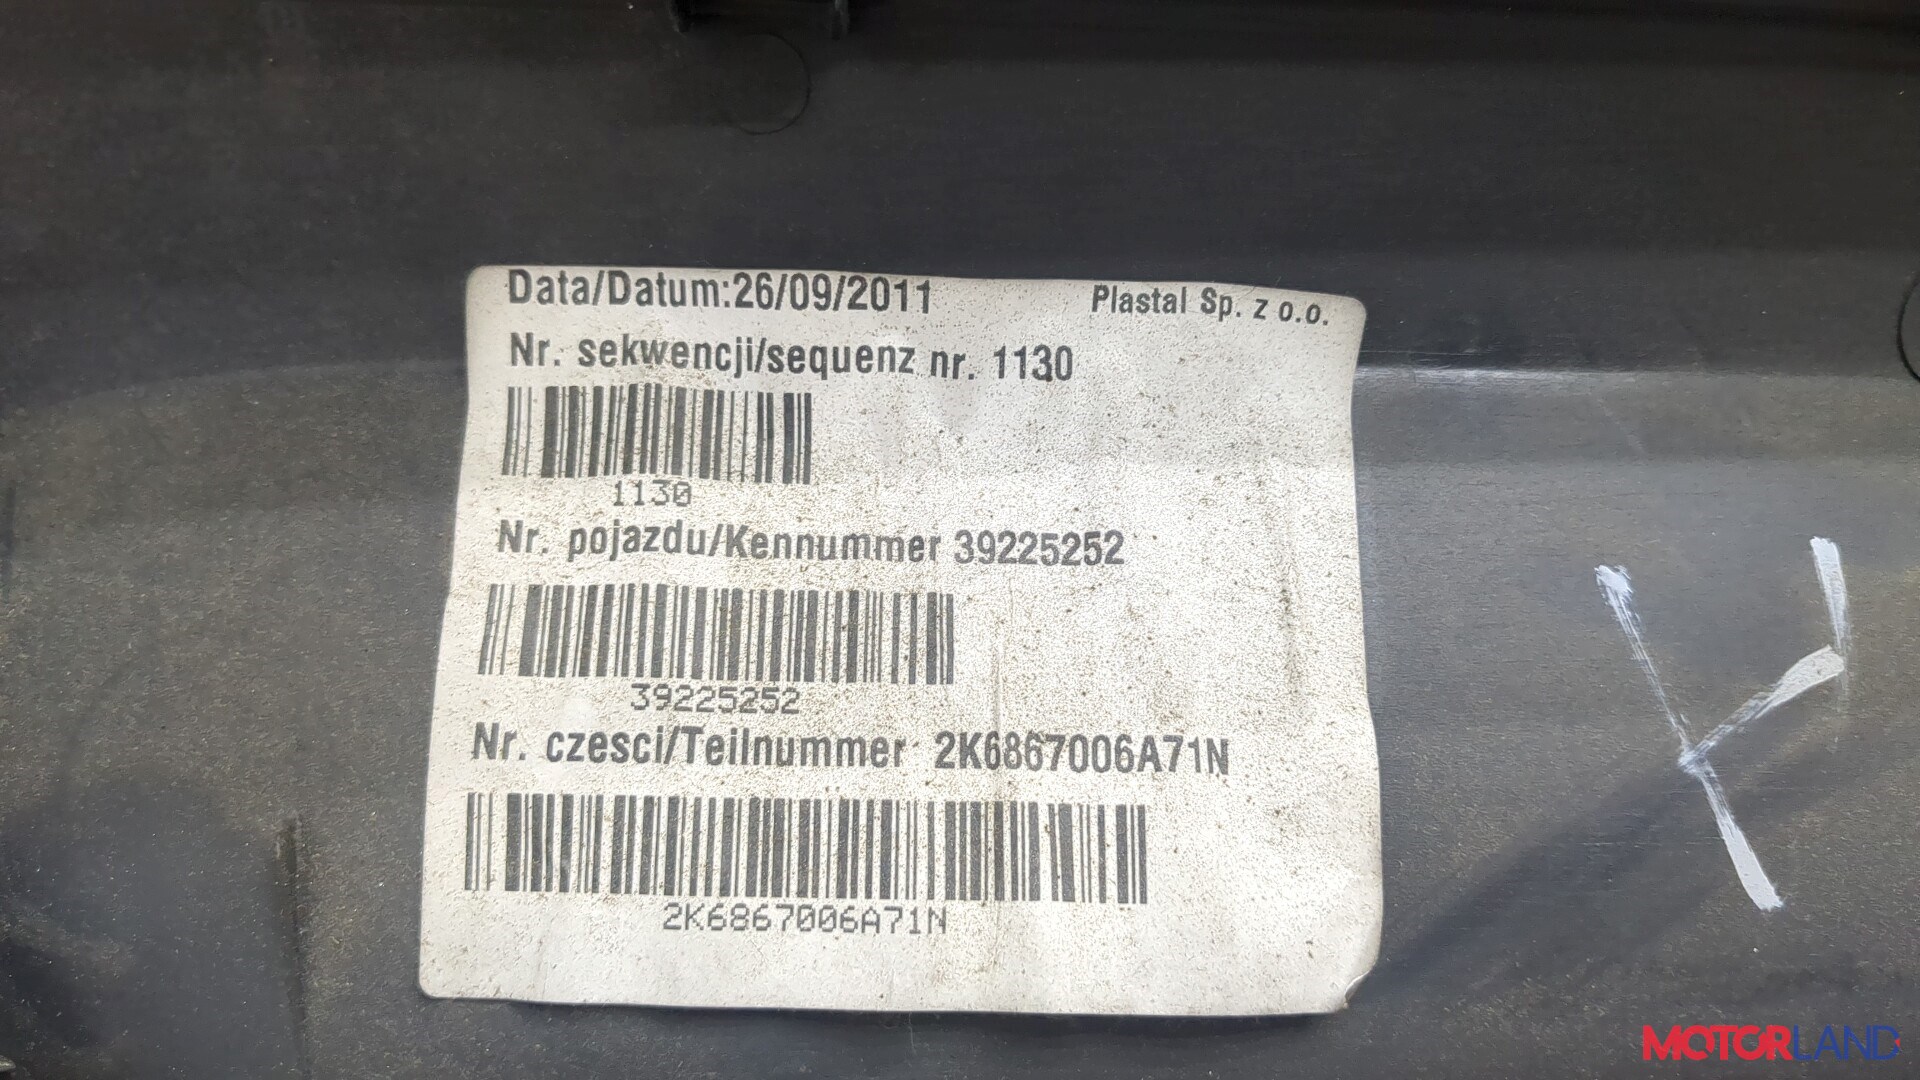 Data/Datum:26/09/2011 Plastal Sp. z o.o.
Nr. sekwencji/sequenz nr. 1130
1130
Nr. pojazdu/Kennummer 39225252
39225252
Nr. czesci/Teilnummer 2K6867006A71N
2K6867006A71N
MOTORLAND